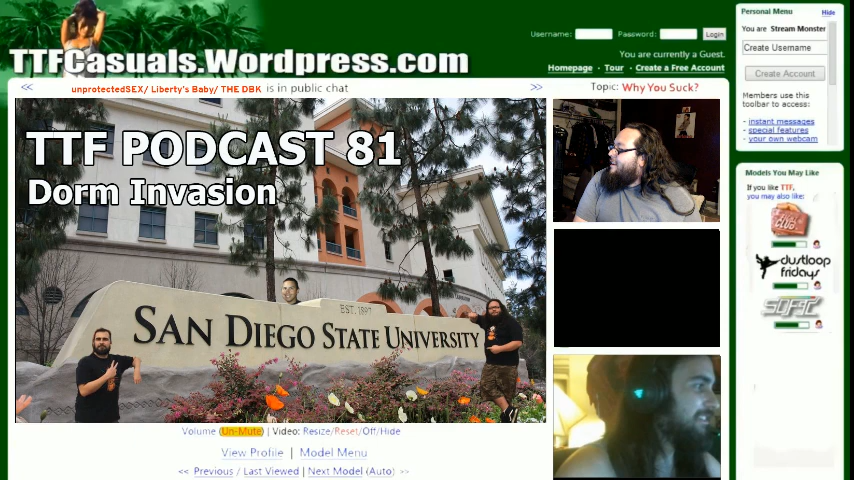 TTFCasuals.Wordpress.com
Username:
Password:
Login
You are currently a Guest.
Homepage · Tour · Create a Free Account
<< unprotectedSEX/ Liberty's Baby/ THE DBK is in public chat >>
Topic: Why You Suck?
TTF PODCAST 81
Dorm Invasion
EST. 1897
SAN DIEGO STATE UNIVERSITY
Volume (Un-Mute) | Video: Resize/Reset/Off/Hide
View Profile | Model Menu
<< Previous / Last Viewed | Next Model (Auto) >>
Personal Menu
Hide
You are Stream Monster
Create Username
Create Account
Members use this
toolbar to access:
- instant messages
- special features
- your own webcam
Models You May Like
If you like TTF,
you may also like:
CLUB
dustloop
fridays